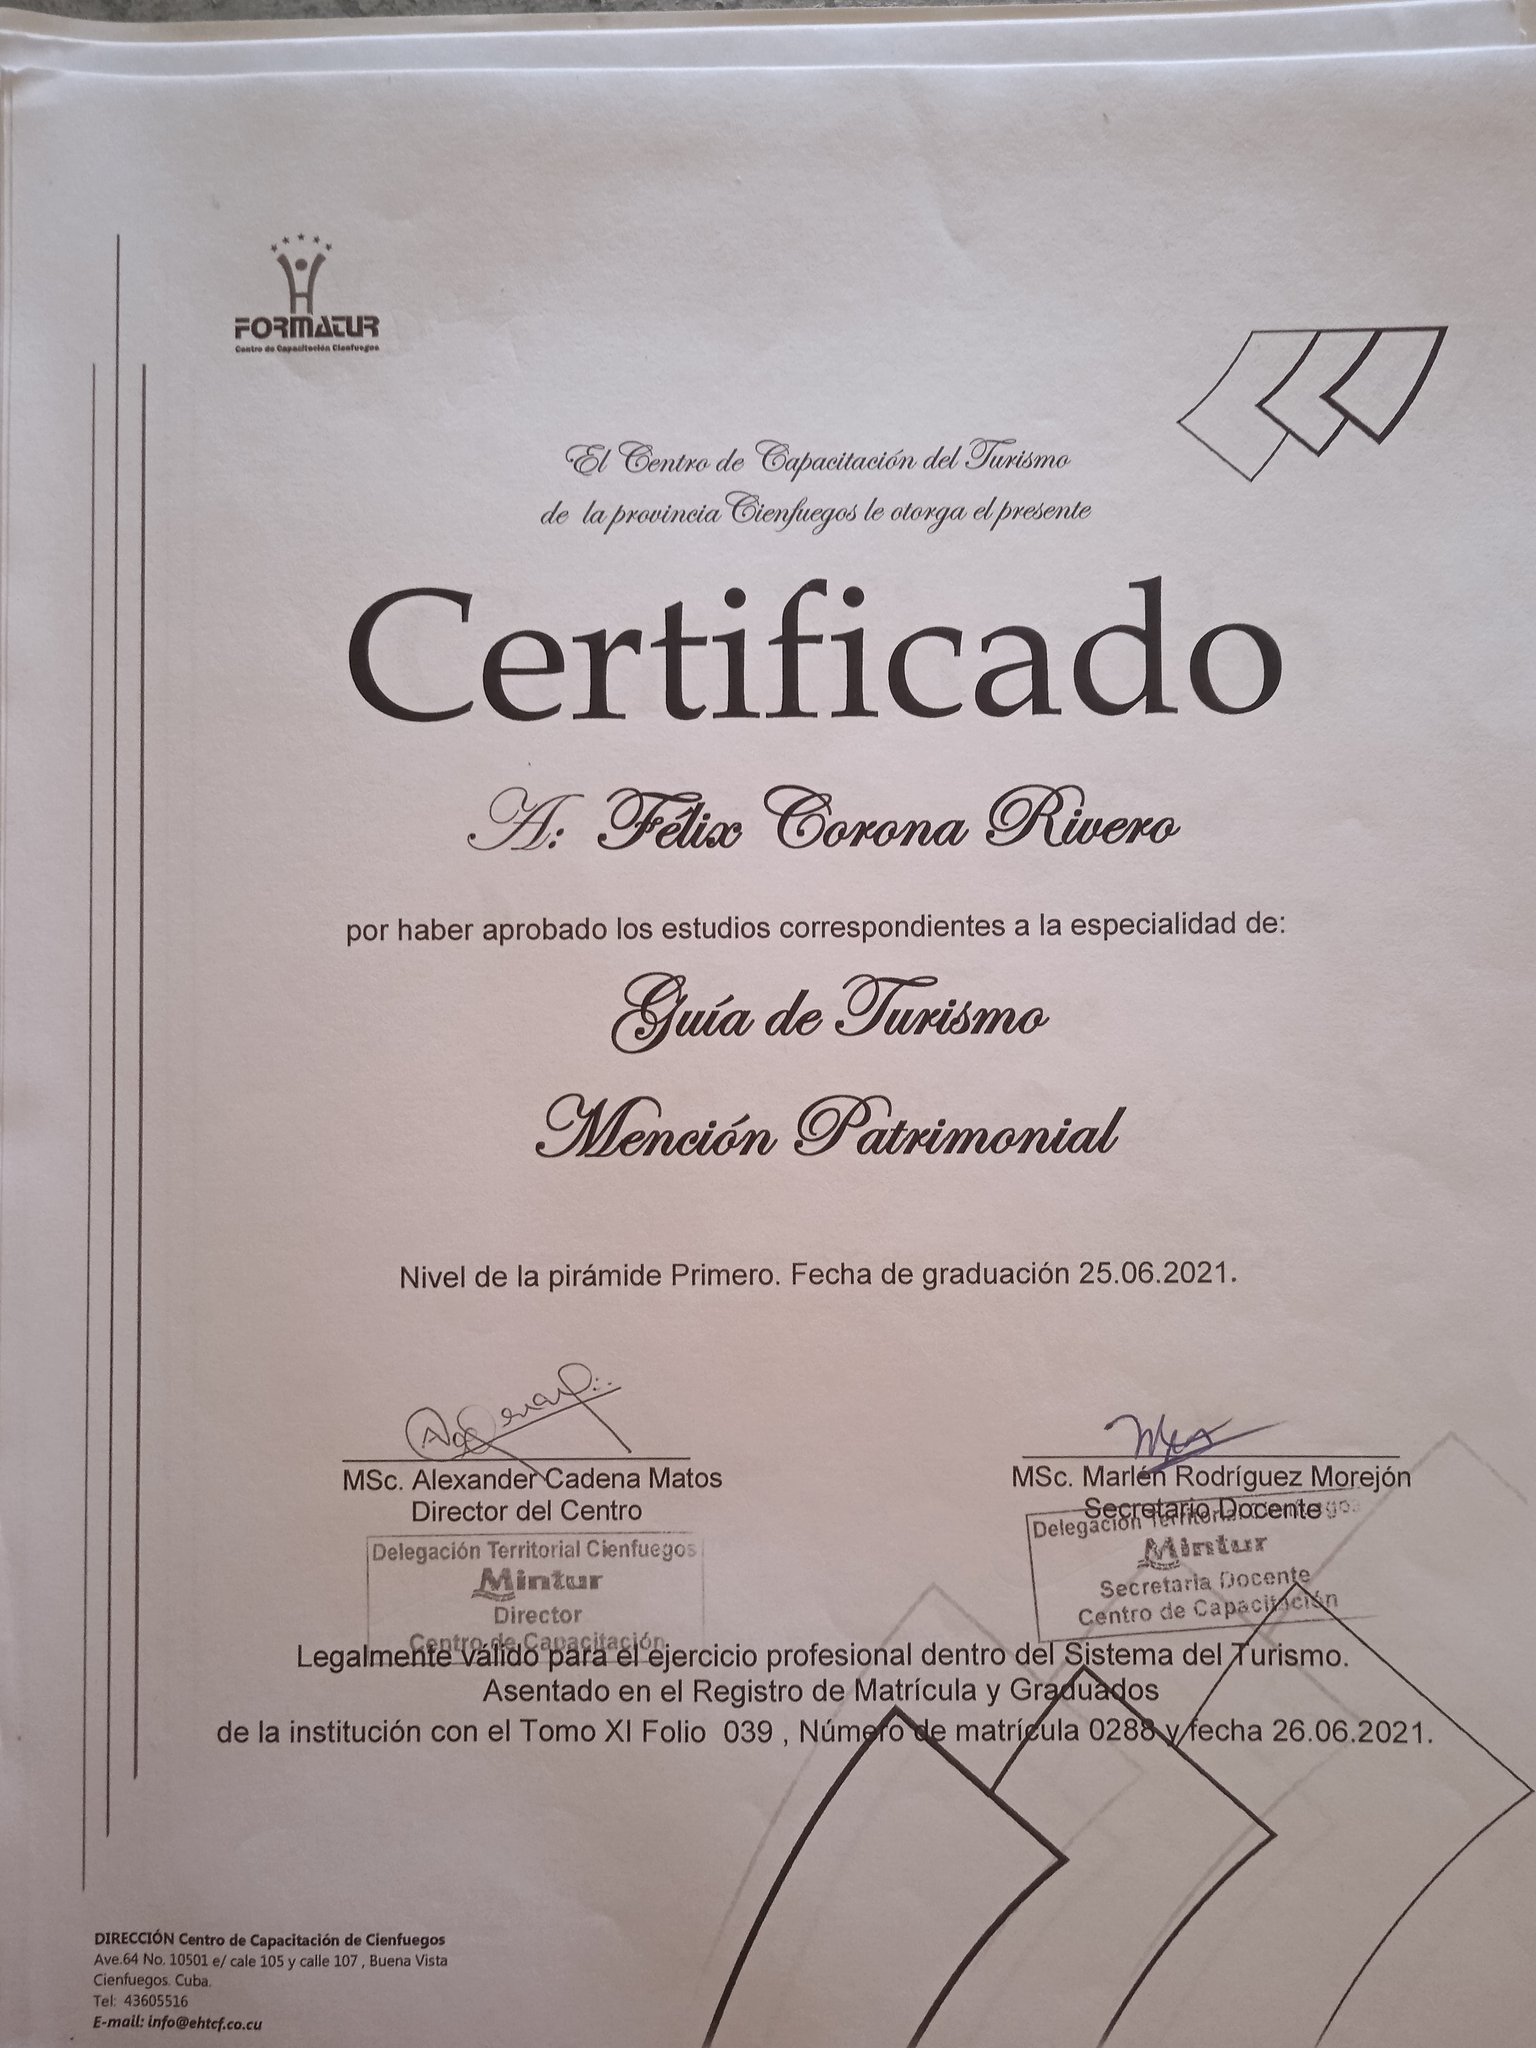 FORMATUR
Centro de Capacitación Cienfuegos
El Centro de Capacitación del Turismo
de la provincia Cienfuegos le otorga el presente
Certificado
A: Félix Corona Rivero
por haber aprobado los estudios correspondientes a la especialidad de:
Guía de Turismo
Mención Patrimonial
Nivel de la pirámide Primero. Fecha de graduación 25.06.2021.
MSc. Alexander Cadena Matos
Director del Centro
Delegación Territorial Cienfuegos
Mintur
Director
Centro de Capacitación
MSc. Marlén Rodríguez Morejón
Secretario Docente
Delegación Territorial Cienfuegos
Mintur
Secretaria Docente
Centro de Capacitación
Legalmente válido para el ejercicio profesional dentro del Sistema del Turismo.
Asentado en el Registro de Matrícula y Graduados
de la institución con el Tomo XI Folio 039 , Número de matrícula 0288 y fecha 26.06.2021.
DIRECCIÓN Centro de Capacitación de Cienfuegos
Ave.64 No. 10501 e/ cale 105 y calle 107 , Buena Vista
Cienfuegos. Cuba.
Tel: 43605516
E-mail: info@ehtcf.co.cu